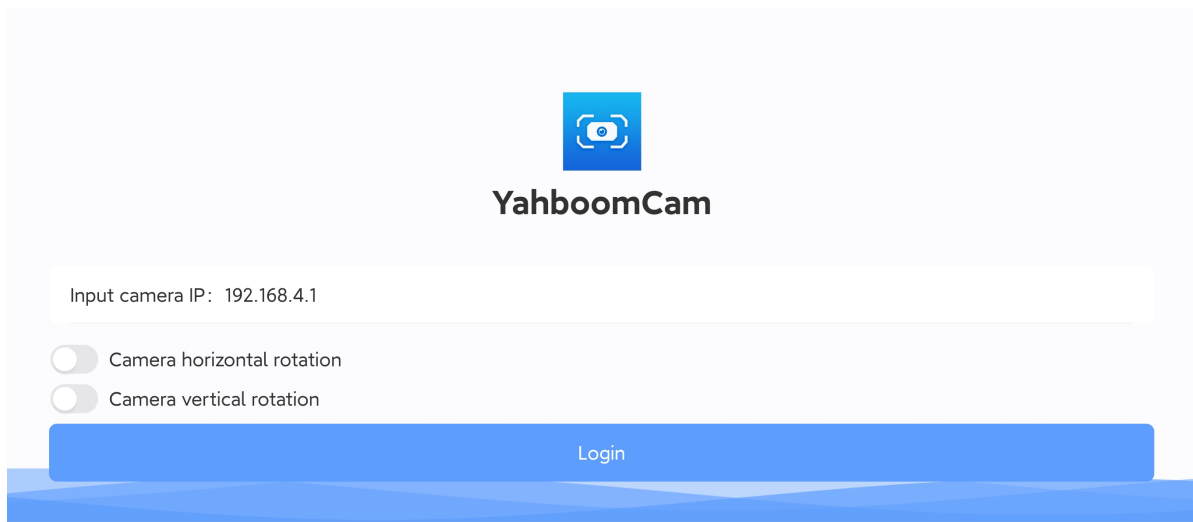 YahboomCam
Input camera IP: 192.168.4.1
Camera horizontal rotation
Camera vertical rotation
Login